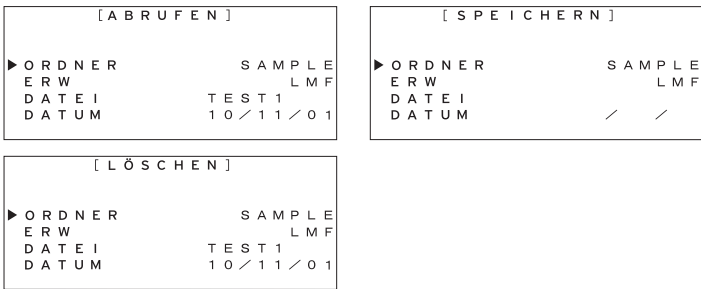 [ABRUFEN]
▶ORDNER SAMPLE
ERW LMF
DATEI TEST1
DATUM 10/11/01
[SPEICHERN]
▶ORDNER SAMPLE
ERW LMF
DATEI
DATUM / /
[LÖSCHEN]
▶ORDNER SAMPLE
ERW LMF
DATEI TEST1
DATUM 10/11/01